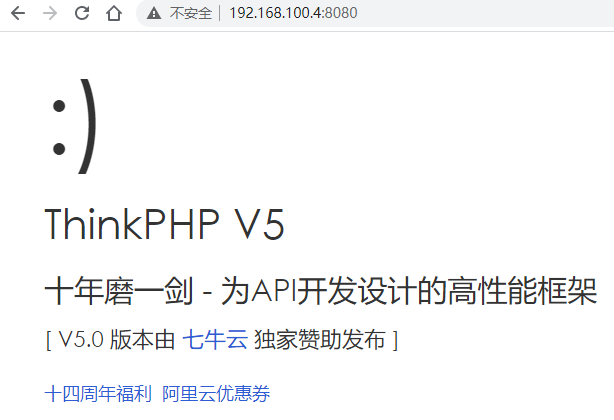 不安全 | 192.168.100.4:8080
:)
ThinkPHP V5
十年磨一剑 - 为API开发设计的高性能框架
[ V5.0 版本由 七牛云 独家赞助发布 ]
十四周年福利 阿里云优惠券